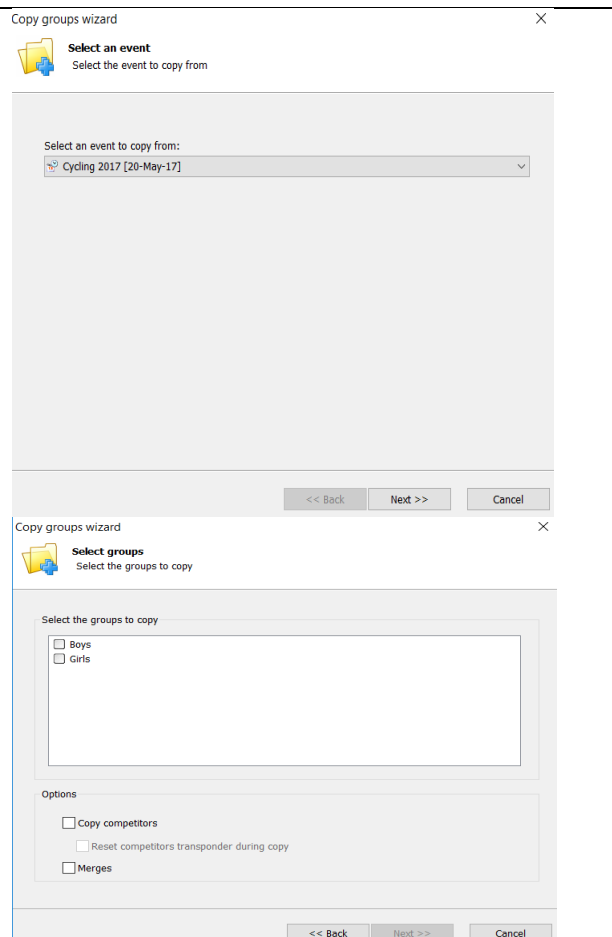 Copy groups wizard
Select an event
Select the event to copy from
Select an event to copy from:
Cycling 2017 [20-May-17]
<< Back Next >> Cancel
Copy groups wizard
Select groups
Select the groups to copy
Select the groups to copy
Boys
Girls
Options
Copy competitors
Reset competitors transponder during copy
Merges
<< Back Next >> Cancel